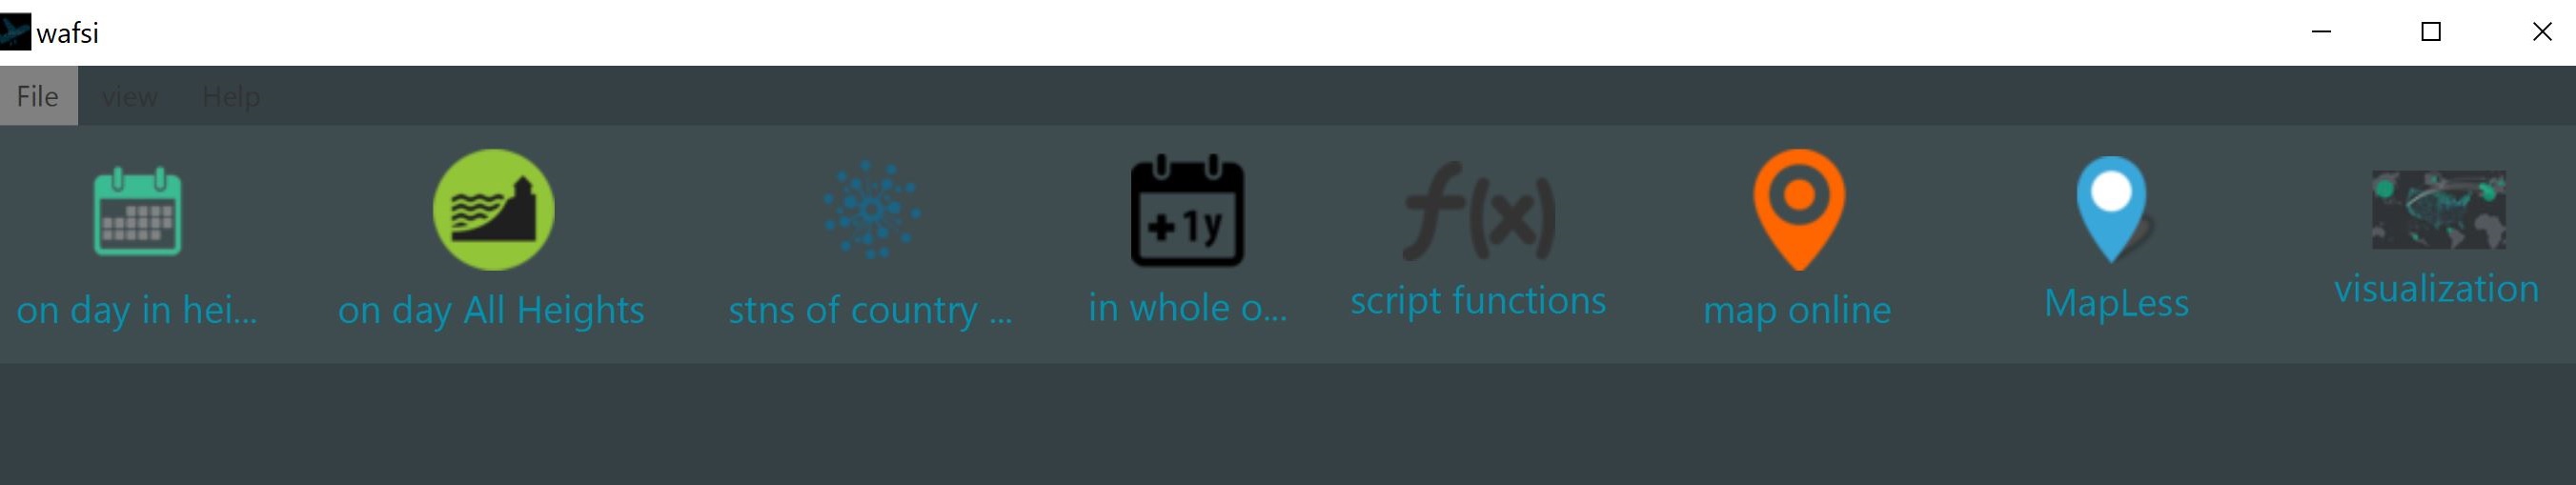 wafsi
File view Help
+1y
f(x)
on day in hei...
on day All Heights
stns of country ...
in whole o...
script functions
map online
MapLess
visualization